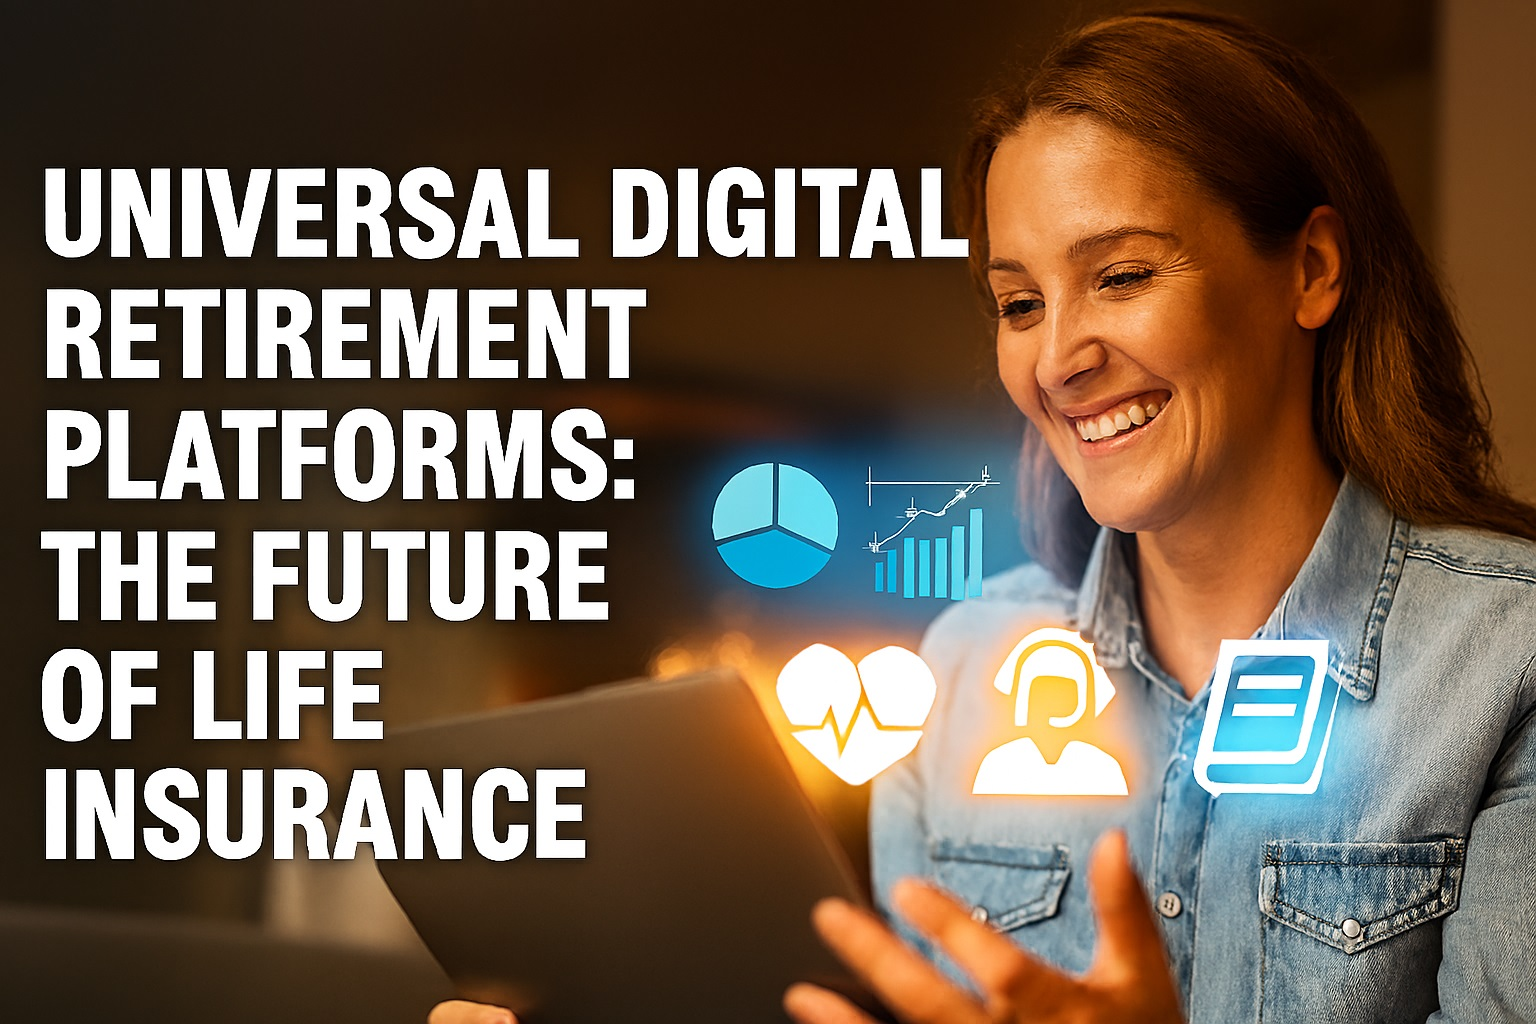 UNIVERSAL DIGITAL
RETIREMENT
PLATFORMS:
THE FUTURE
OF LIFE
INSURANCE